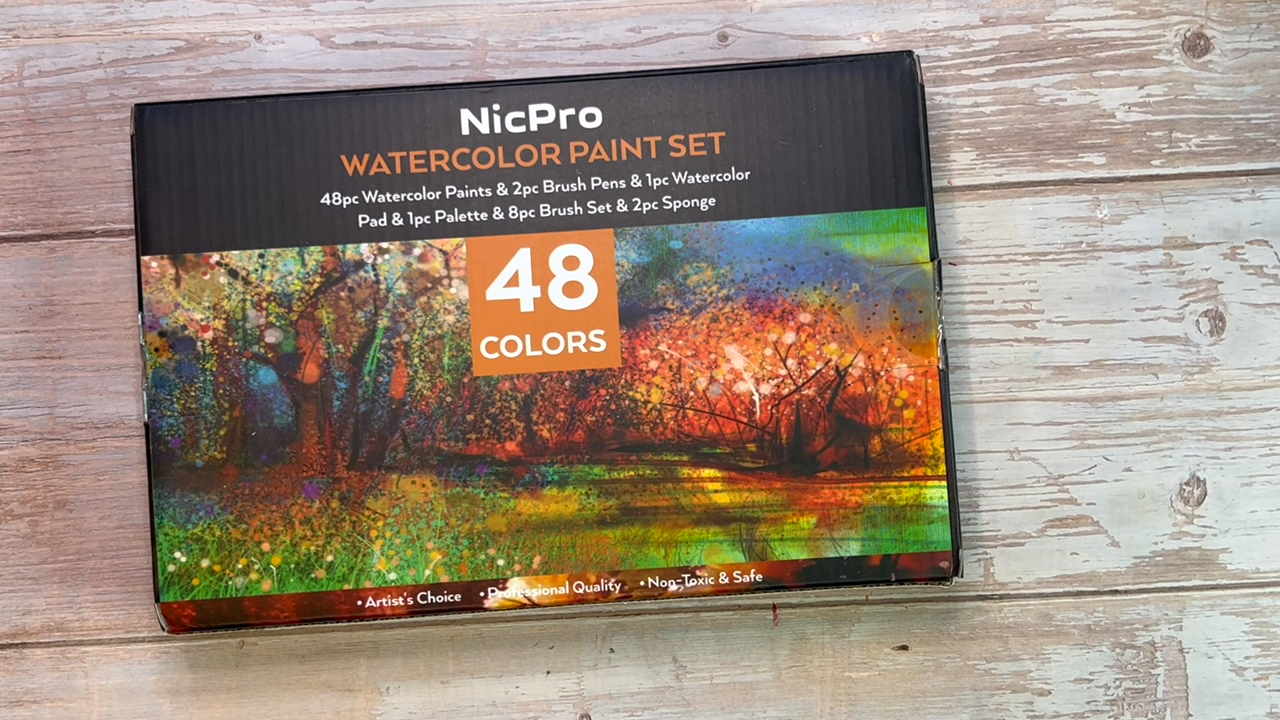 NicPro
WATERCOLOR PAINT SET
48pc Watercolor Paints & 2pc Brush Pens & 1pc Watercolor
Pad & 1pc Palette & 8pc Brush Set & 2pc Sponge
48
COLORS
• Artist's Choice • Professional Quality • Non-Toxic & Safe